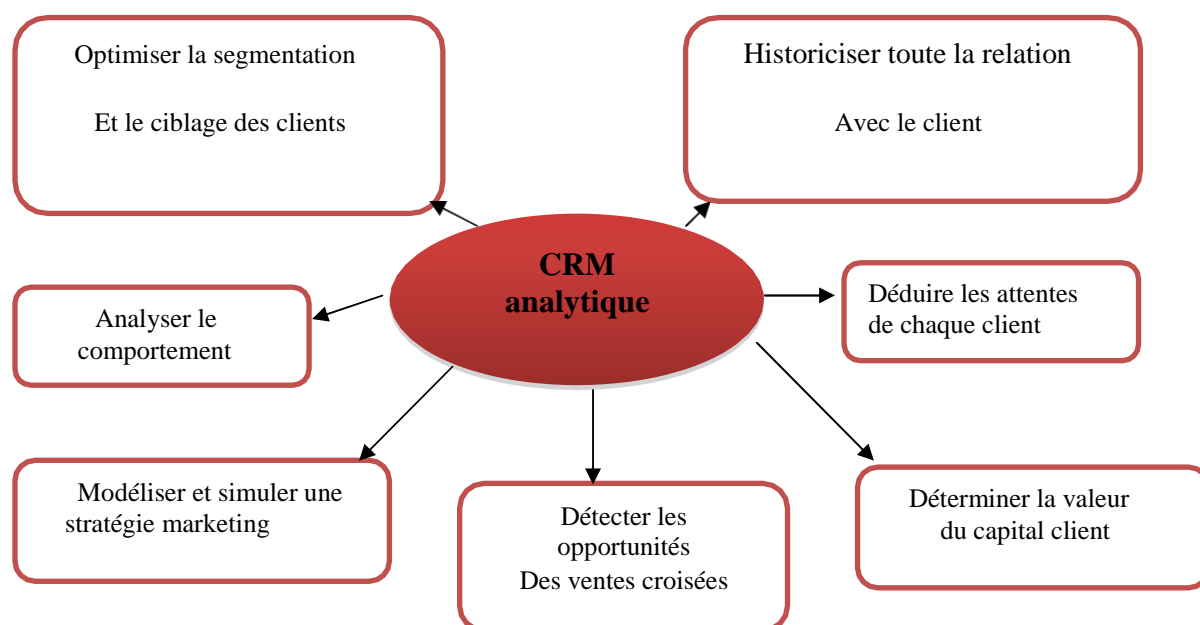 Optimiser la segmentation
Et le ciblage des clients
Historiciser toute la relation
Avec le client
CRM
analytique
Analyser le
comportement
Déduire les attentes
de chaque client
Modéliser et simuler une
stratégie marketing
Détecter les
opportunités
Des ventes croisées
Déterminer la valeur
du capital client